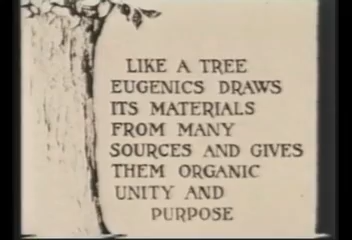 LIKE A TREE
EUGENICS DRAWS
ITS MATERIALS
FROM MANY
SOURCES AND GIVES
THEM ORGANIC
UNITY AND
PURPOSE